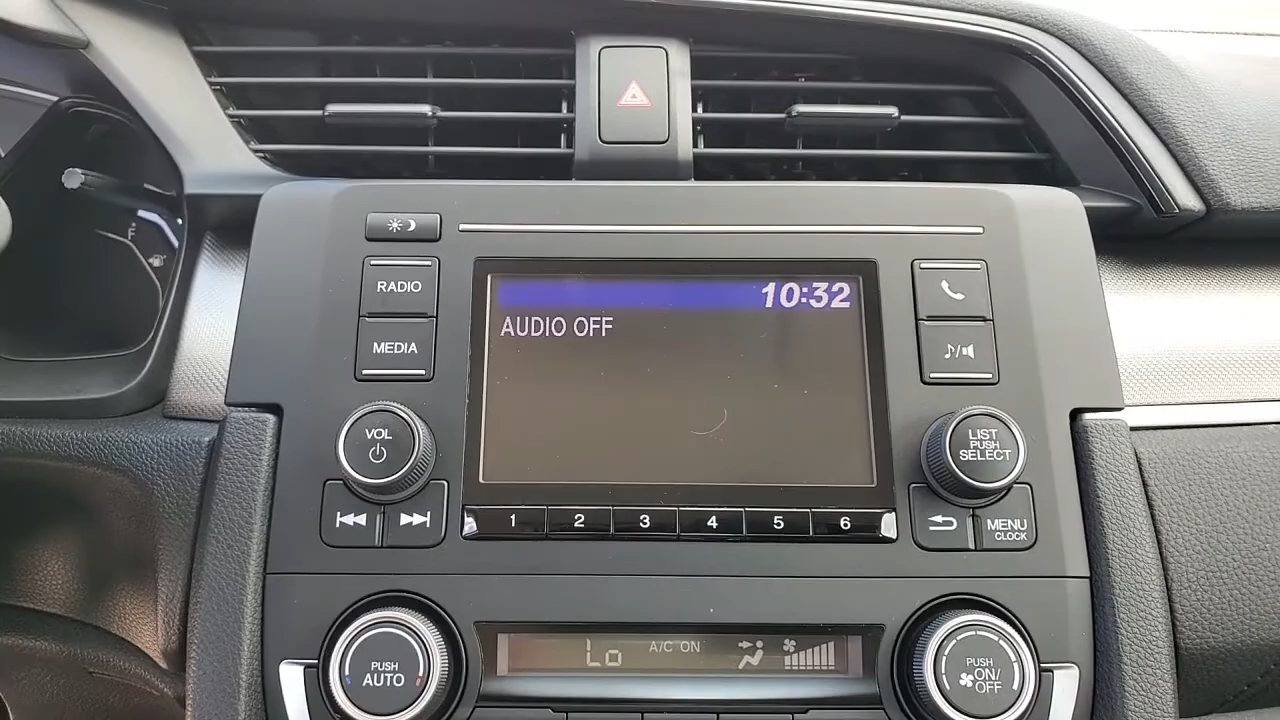 RADIO
MEDIA
10:32
AUDIO OFF
VOL
LIST
PUSH
SELECT
1 2 3 4 5 6
MENU
CLOCK
F
PUSH
AUTO
Lo
A/C ON
PUSH
ON/
OFF